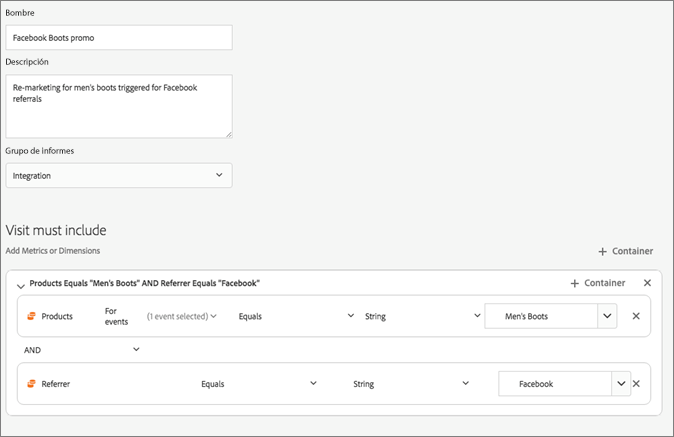 Bombre
Facebook Boots promo
Descripción
Re-marketing for men's boots triggered for Facebook
referrals
Grupo de informes
Integration
Visit must include
Add Metrics or Dimensions
+ Container
Products Equals "Men's Boots" AND Referrer Equals "Facebook"
+ Container
Products For events (1 event selected) Equals String Men's Boots
AND
Referrer Equals String Facebook